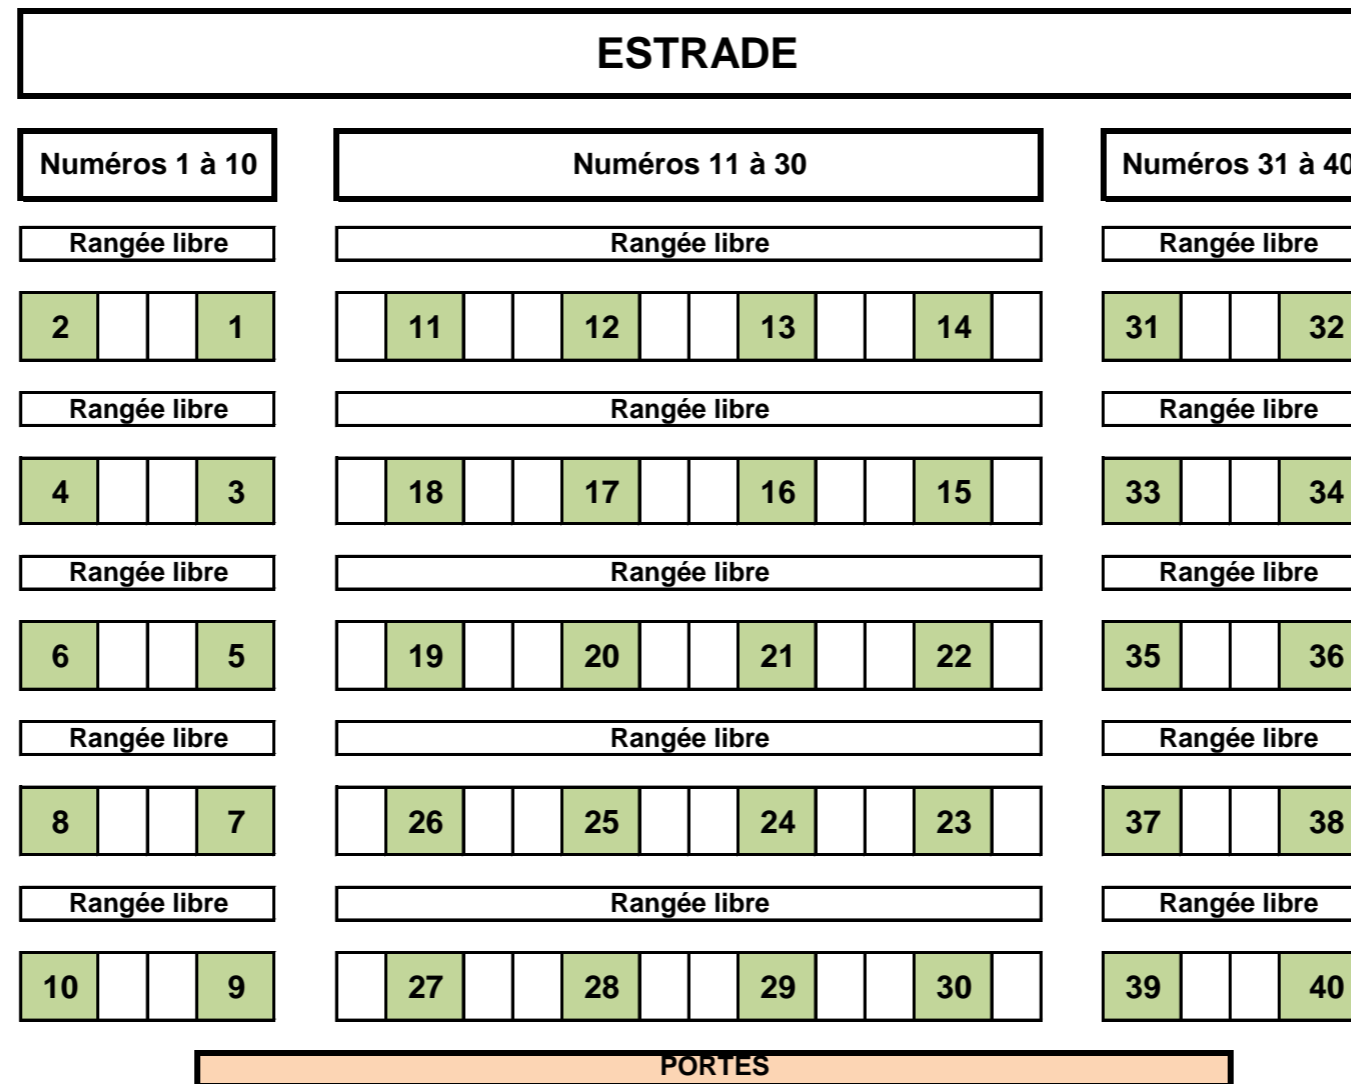 ESTRADE
Numéros 1 à 10 Numéros 11 à 30 Numéros 31 à 40
Rangée libre Rangée libre Rangée libre
2 1 11 12 13 14 31 32
Rangée libre Rangée libre Rangée libre
4 3 18 17 16 15 33 34
Rangée libre Rangée libre Rangée libre
6 5 19 20 21 22 35 36
Rangée libre Rangée libre Rangée libre
8 7 26 25 24 23 37 38
Rangée libre Rangée libre Rangée libre
10 9 27 28 29 30 39 40
PORTES